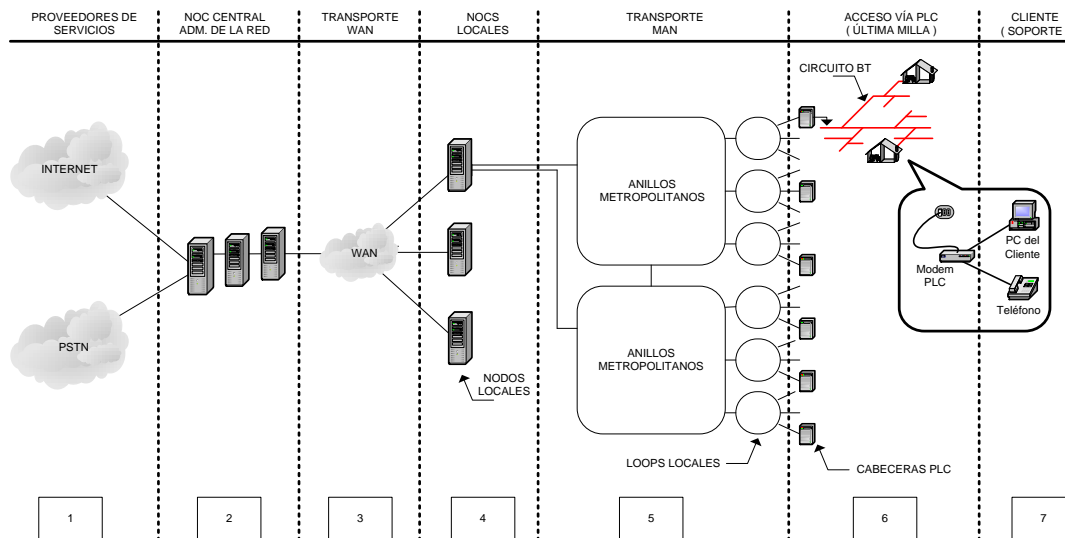 PROVEEDORES DE
SERVICIOS
NOC CENTRAL
ADM. DE LA RED
TRANSPORTE
WAN
NOCS
LOCALES
TRANSPORTE
MAN
ACCESO VÍA PLC
( ÚLTIMA MILLA )
CLIENTE
( SOPORTE
CIRCUITO BT
INTERNET
ANILLOS
METROPOLITANOS
WAN
PC del
Cliente
Modem
PLC
Teléfono
PSTN
ANILLOS
METROPOLITANOS
NODOS
LOCALES
LOOPS LOCALES
CABECERAS PLC
1
2
3
4
5
6
7